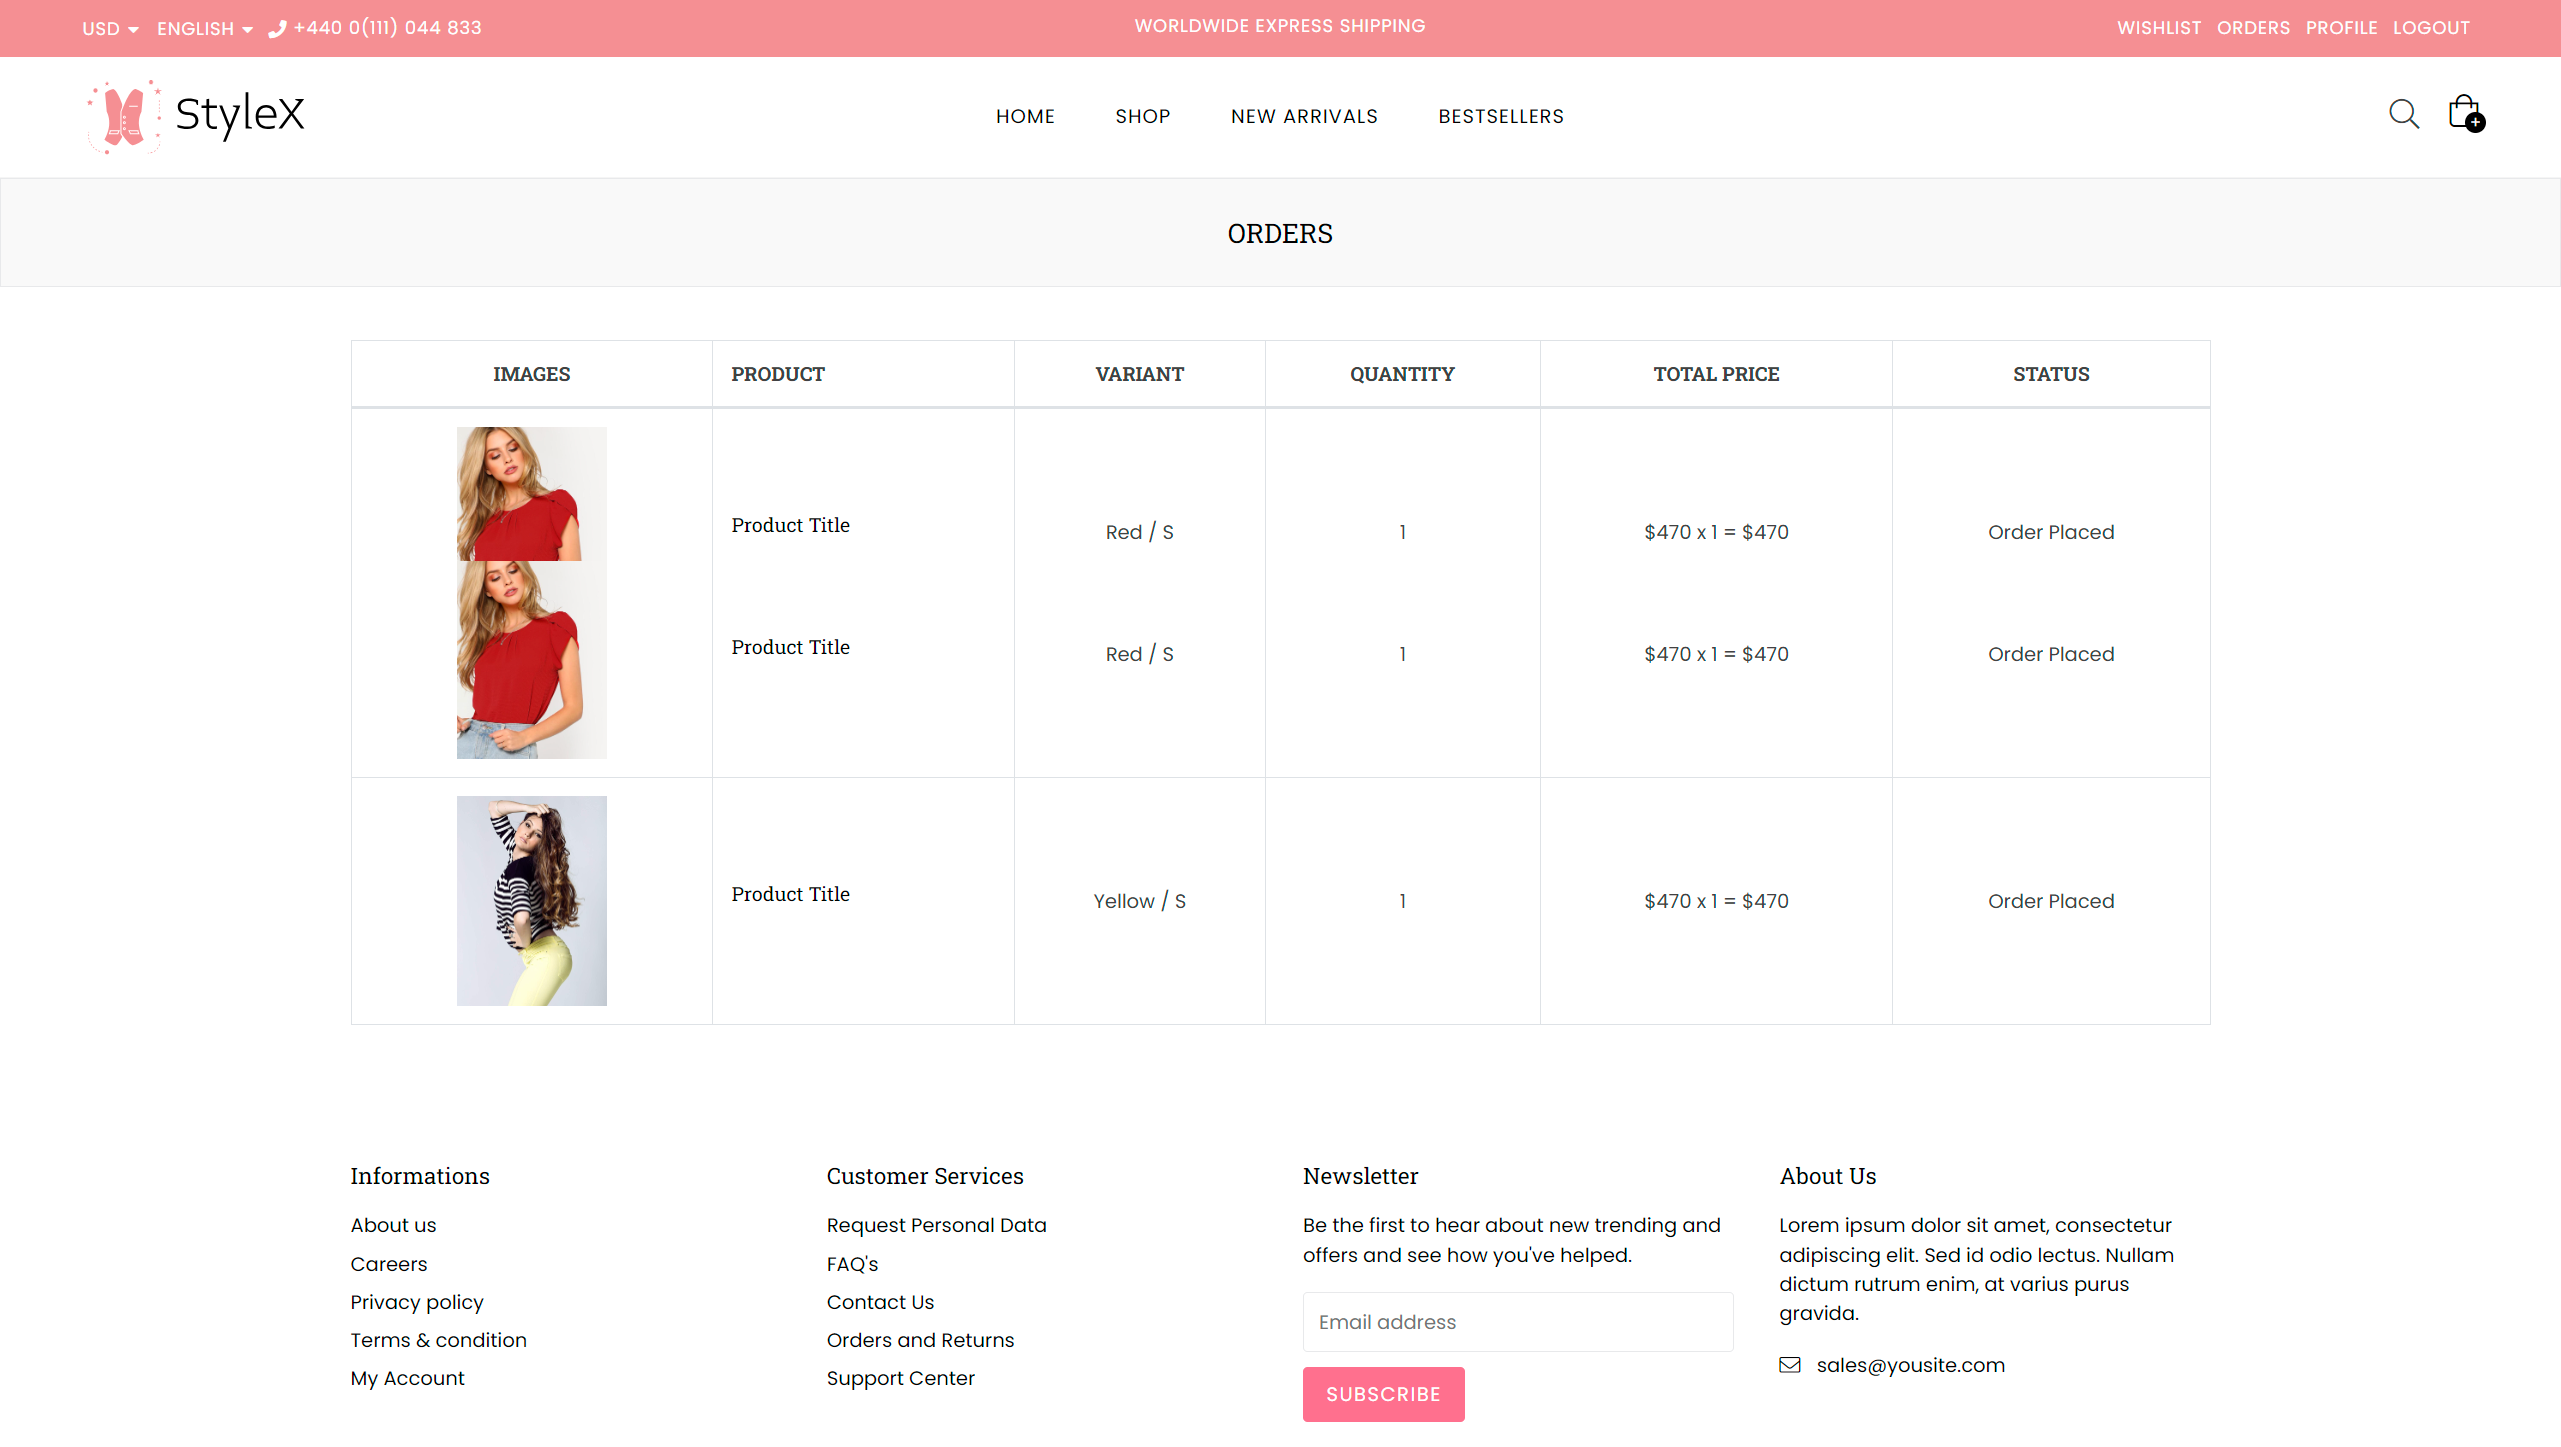 USD ENGLISH +440 0(111) 044 833
WORLDWIDE EXPRESS SHIPPING
WISHLIST ORDERS PROFILE LOGOUT
StyleX
HOME SHOP NEW ARRIVALS BESTSELLERS
ORDERS
IMAGES PRODUCT VARIANT QUANTITY TOTAL PRICE STATUS
Product Title Red / S 1 $470 x 1 = $470 Order Placed
Product Title Red / S 1 $470 x 1 = $470 Order Placed
Product Title Yellow / S 1 $470 x 1 = $470 Order Placed
Informations
About us
Careers
Privacy policy
Terms & condition
My Account
Customer Services
Request Personal Data
FAQ's
Contact Us
Orders and Returns
Support Center
Newsletter
Be the first to hear about new trending and
offers and see how you've helped.
Email address
SUBSCRIBE
About Us
Lorem ipsum dolor sit amet, consectetur
adipiscing elit. Sed id odio lectus. Nullam
dictum rutrum enim, at varius purus
gravida.
sales@yousite.com